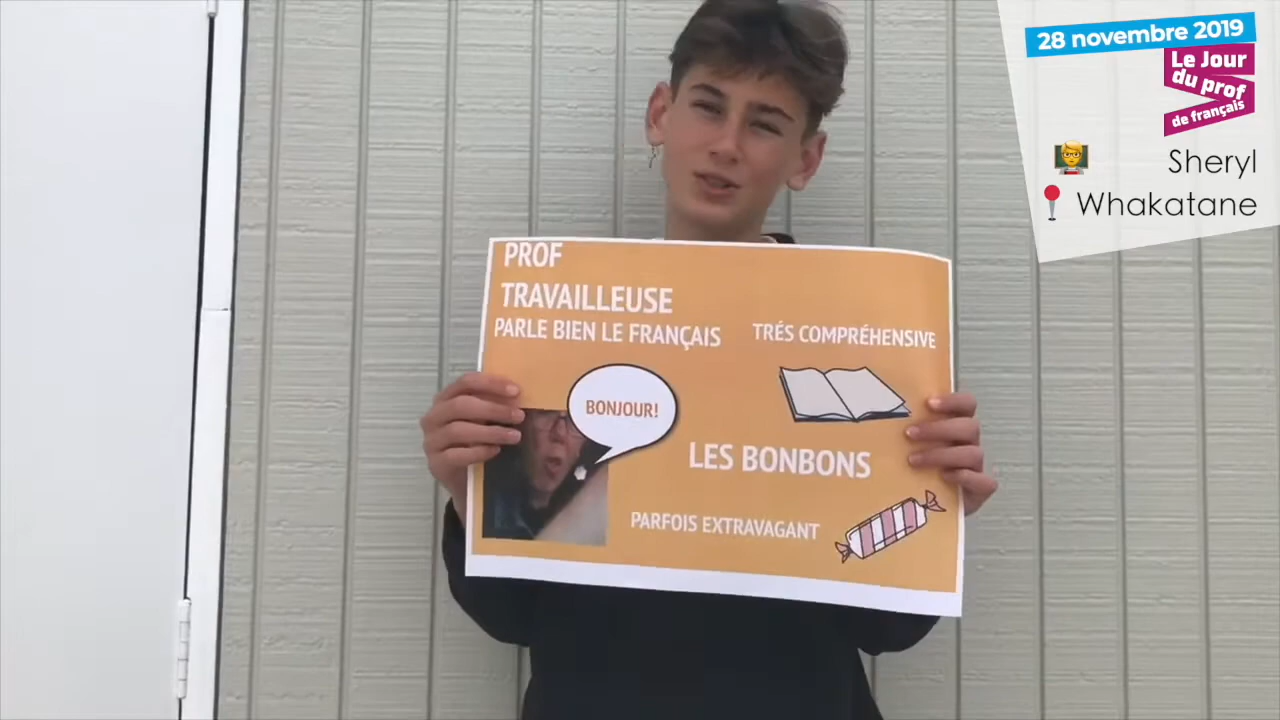 28 novembre 2019
Le Jour
du prof
de français
Sheryl
Whakatane
PROF
TRAVAILLEUSE
PARLE BIEN LE FRANÇAIS
TRÉS COMPRÉHENSIVE
BONJOUR!
LES BONBONS
PARFOIS EXTRAVAGANT